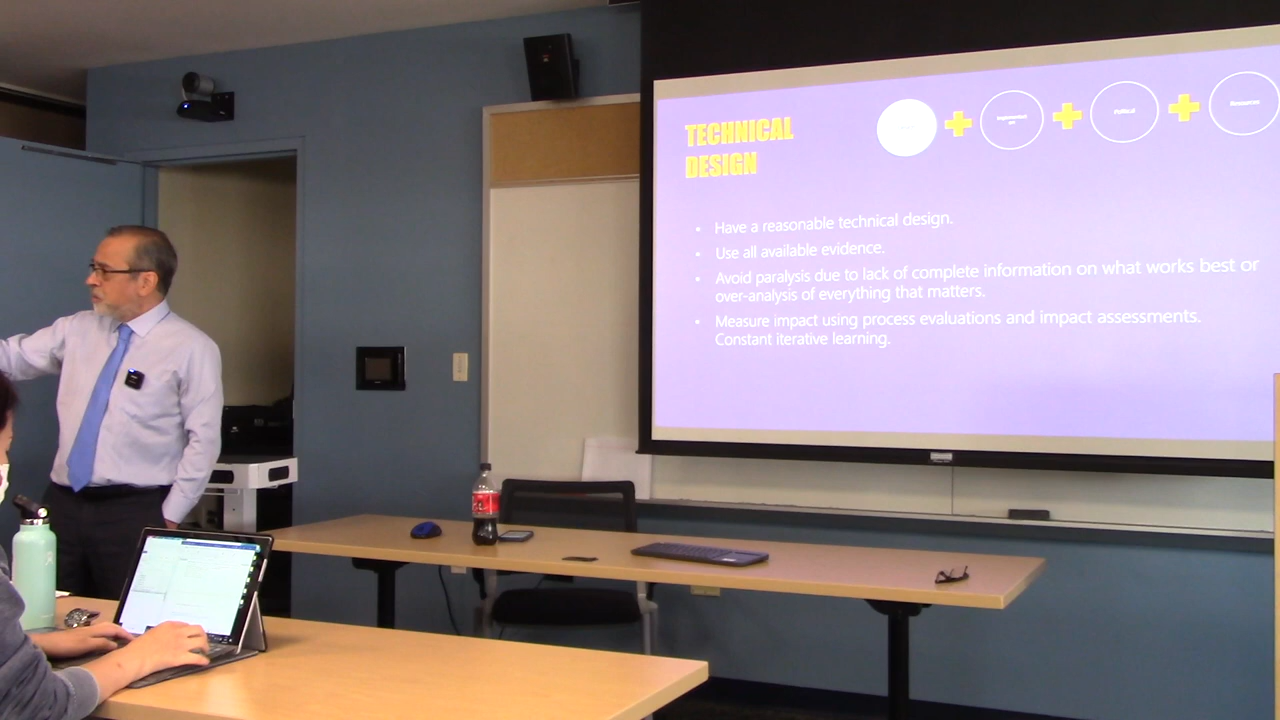 TECHNICAL
DESIGN
Political
Resources
• Have a reasonable technical design.
• Use all available evidence.
• Avoid paralysis due to lack of complete information on what works best or
over-analysis of everything that matters.
• Measure impact using process evaluations and impact assessments.
Constant iterative learning.